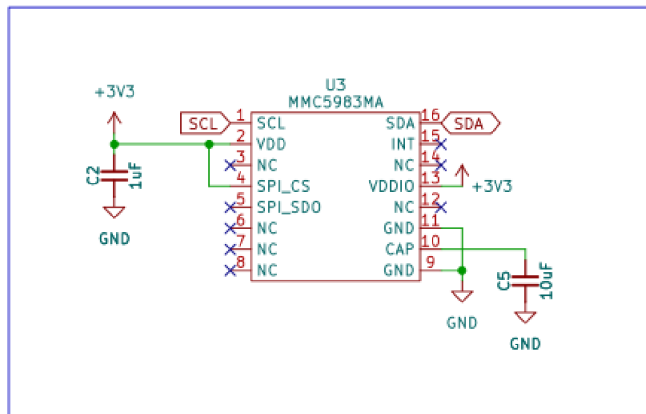 U3
MMC5983MA
+3V3
SCL 1 SCL SDA 16 SDA
2 VDD INT 15
3 NC NC 14
4 SPI_CS VDDIO 13 +3V3
5 SPI_SDO NC 12
6 NC GND 11
7 NC CAP 10
8 NC GND 9
C2 1uF
GND
C5 10uF
GND
GND